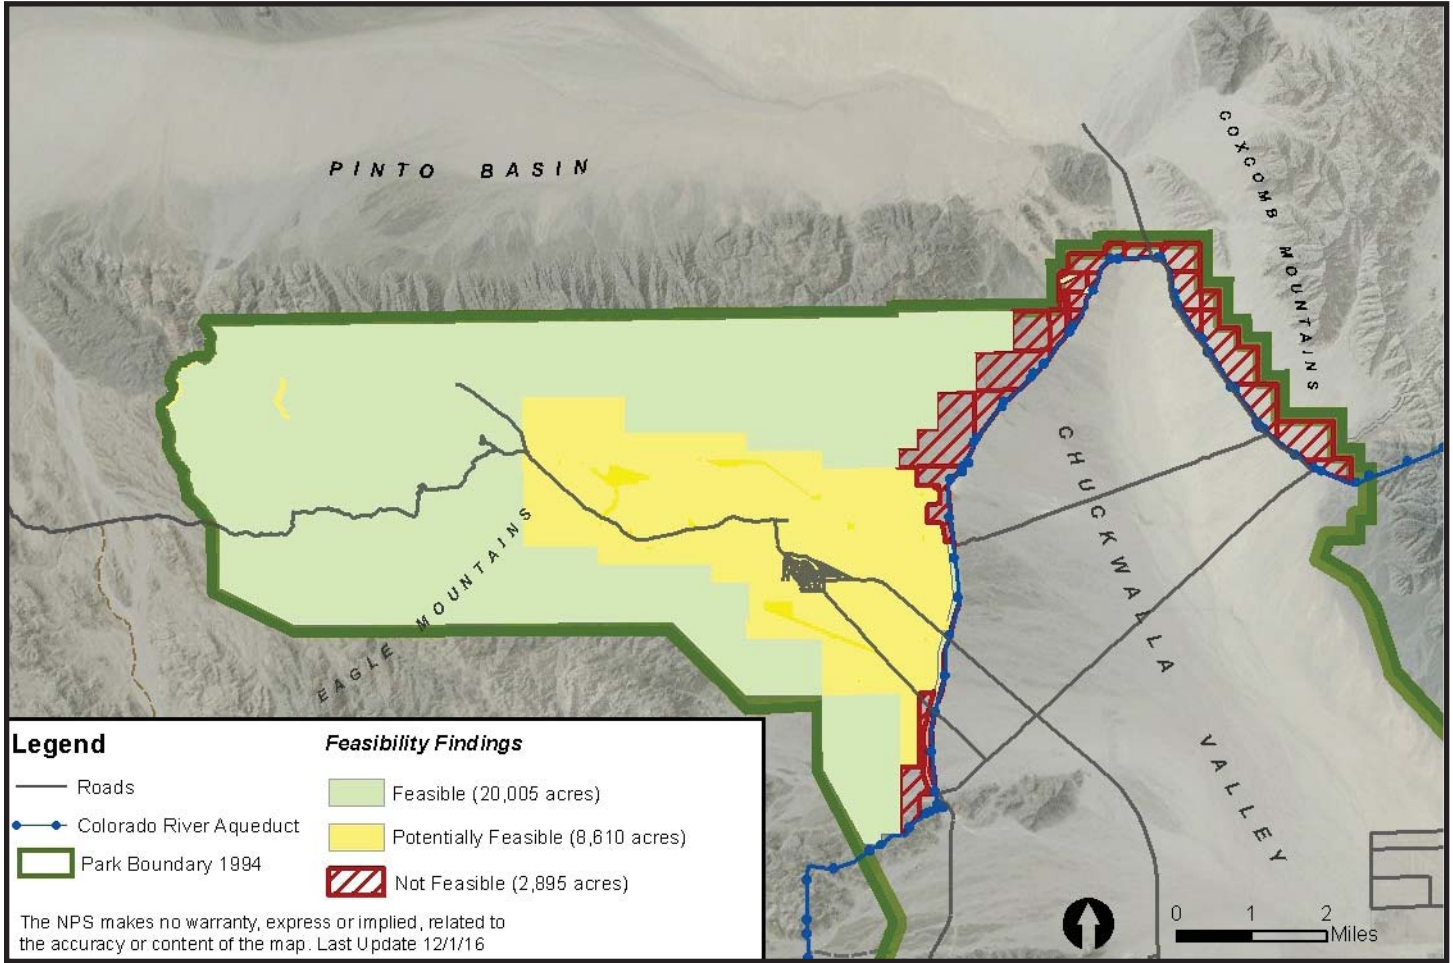 PINTO BASIN
COXCOMB MOUNTAINS
CHUCKWALLA
VALLEY
EAGLE MOUNTAINS
Legend
Roads
Colorado River Aqueduct
Park Boundary 1994
Feasibility Findings
Feasible (20,005 acres)
Potentially Feasible (8,610 acres)
Not Feasible (2,895 acres)
The NPS makes no warranty, express or implied, related to
the accuracy or content of the map. Last Update 12/1/16
0 1 2
Miles